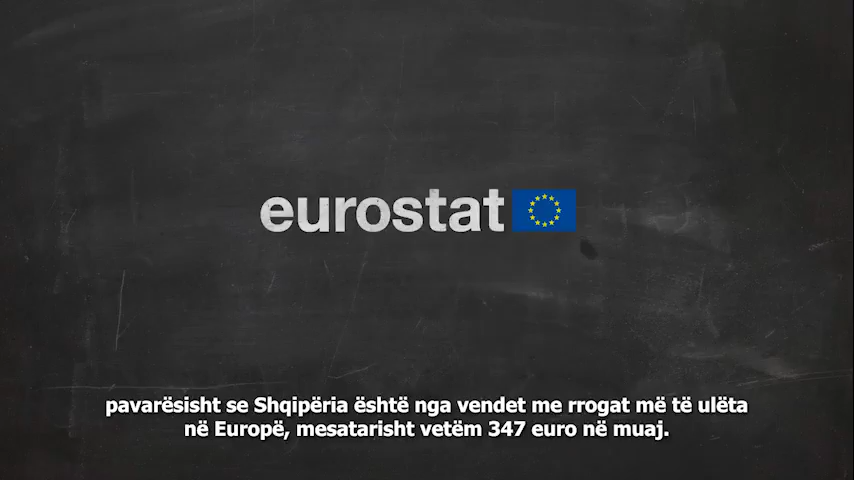 eurostat
pavarësisht se Shqipëria është nga vendet me rrogat më të ulëta
në Europë, mesatarisht vetëm 347 euro në muaj.